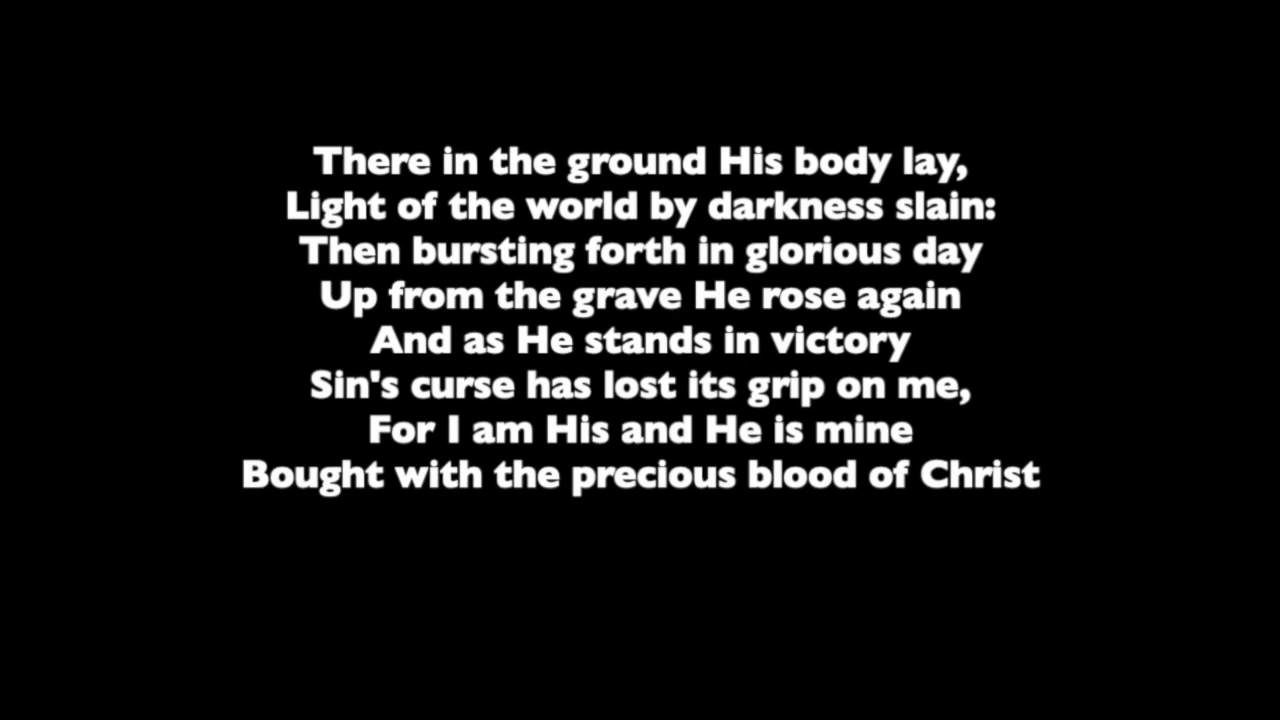 There in the ground His body lay,
Light of the world by darkness slain:
Then bursting forth in glorious day
Up from the grave He rose again
And as He stands in victory
Sin's curse has lost its grip on me,
For I am His and He is mine
Bought with the precious blood of Christ